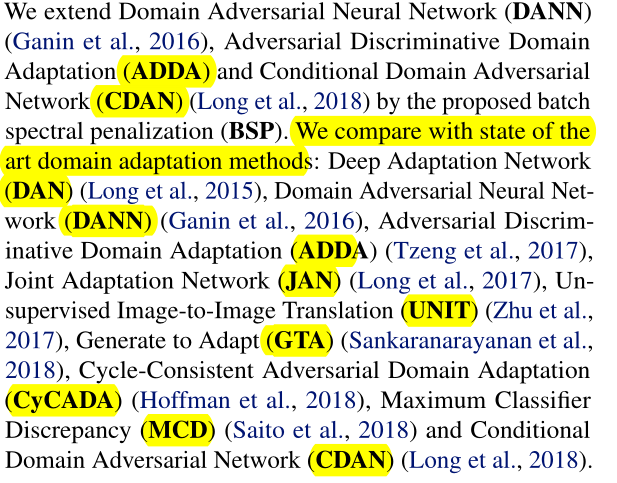 We extend Domain Adversarial Neural Network (DANN)
(Ganin et al., 2016), Adversarial Discriminative Domain
Adaptation (ADDA) and Conditional Domain Adversarial
Network (CDAN) (Long et al., 2018) by the proposed batch
spectral penalization (BSP). We compare with state of the
art domain adaptation methods: Deep Adaptation Network
(DAN) (Long et al., 2015), Domain Adversarial Neural Net-
work (DANN) (Ganin et al., 2016), Adversarial Discrim-
inative Domain Adaptation (ADDA) (Tzeng et al., 2017),
Joint Adaptation Network (JAN) (Long et al., 2017), Un-
supervised Image-to-Image Translation (UNIT) (Zhu et al.,
2017), Generate to Adapt (GTA) (Sankaranarayanan et al.,
2018), Cycle-Consistent Adversarial Domain Adaptation
(CyCADA) (Hoffman et al., 2018), Maximum Classifier
Discrepancy (MCD) (Saito et al., 2018) and Conditional
Domain Adversarial Network (CDAN) (Long et al., 2018).